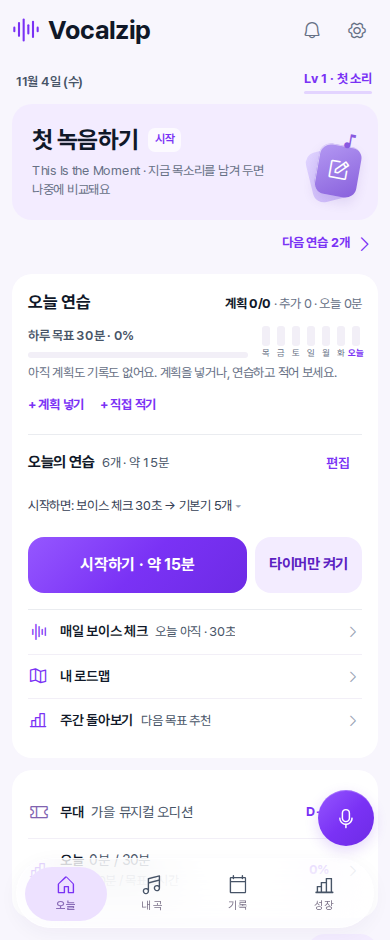 Vocalzip
11월 4일 (수)
Lv 1 · 첫 소리
첫 녹음하기 시작
This Is the Moment · 지금 목소리를 남겨 두면
나중에 비교돼요
다음 연습 2개
오늘 연습
계획 0/0 · 추가 0 · 오늘 0분
하루 목표 30분 · 0%
목 금 토 일 월 화 오늘
아직 계획도 기록도 없어요. 계획을 넣거나, 연습하고 적어 보세요.
+ 계획 넣기 + 직접 적기
오늘의 연습 6개 · 약 15분
편집
시작하면: 보이스 체크 30초 → 기본기 5개
시작하기 · 약 15분
타이머만 켜기
매일 보이스 체크 오늘 아직 · 30초
내 로드맵
주간 돌아보기 다음 목표 추천
무대 가을 뮤지컬 오디션
오늘 0분 / 30분
0%
오늘 내 곡 기록 성장